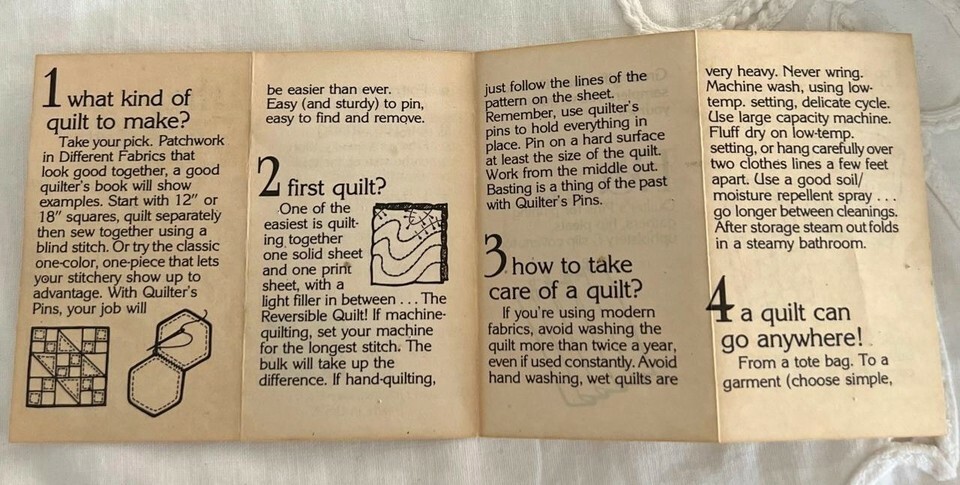 1 what kind of
quilt to make?
Take your pick. Patchwork
in Different Fabrics that
look good together, a good
quilter's book will show
examples. Start with 12" or
18" squares, quilt separately
then sew together using a
blind stitch. Or try the classic
one-color, one-piece that lets
your stitchery show up to
advantage. With Quilter's
Pins, your job will
be easier than ever.
Easy (and sturdy) to pin,
easy to find and remove.
2 first quilt?
One of the
easiest is quilt-
ing together
one solid sheet
and one print
sheet, with a
light filler in between . . . The
Reversible Quilt! If machine-
quilting, set your machine
for the longest stitch. The
bulk will take up the
difference. If hand-quilting,
just follow the lines of the
pattern on the sheet.
Remember, use quilter's
pins to hold everything in
place. Pin on a hard surface
at least the size of the quilt.
Work from the middle out.
Basting is a thing of the past
with Quilter's Pins.
3 how to take
care of a quilt?
If you're using modern
fabrics, avoid washing the
quilt more than twice a year,
even if used constantly. Avoid
hand washing, wet quilts are
very heavy. Never wring.
Machine wash, using low-
temp. setting, delicate cycle.
Use large capacity machine.
Fluff dry on low-temp.
setting, or hang carefully over
two clothes lines a few feet
apart. Use a good soil/
moisture repellent spray . . .
go longer between cleanings.
After storage steam out folds
in a steamy bathroom.
4 a quilt can
go anywhere!
From a tote bag. To a
garment (choose simple,